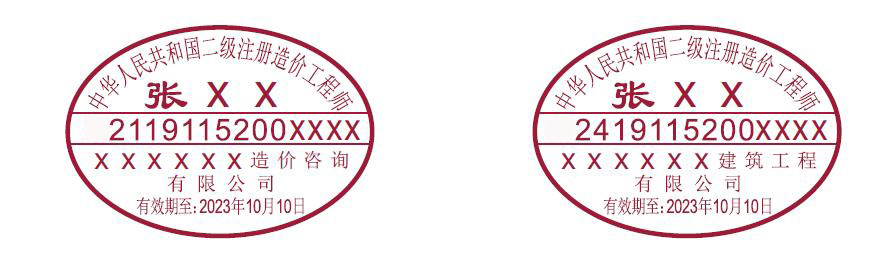 中华人民共和国二级注册造价工程师
张 X X
2119115200XXXX
X X X X X X 造价咨询
有限公司
有效期至:2023年10月10日
中华人民共和国二级注册造价工程师
张 X X
2419115200XXXX
X X X X X X 建筑工程
有限公司
有效期至:2023年10月10日